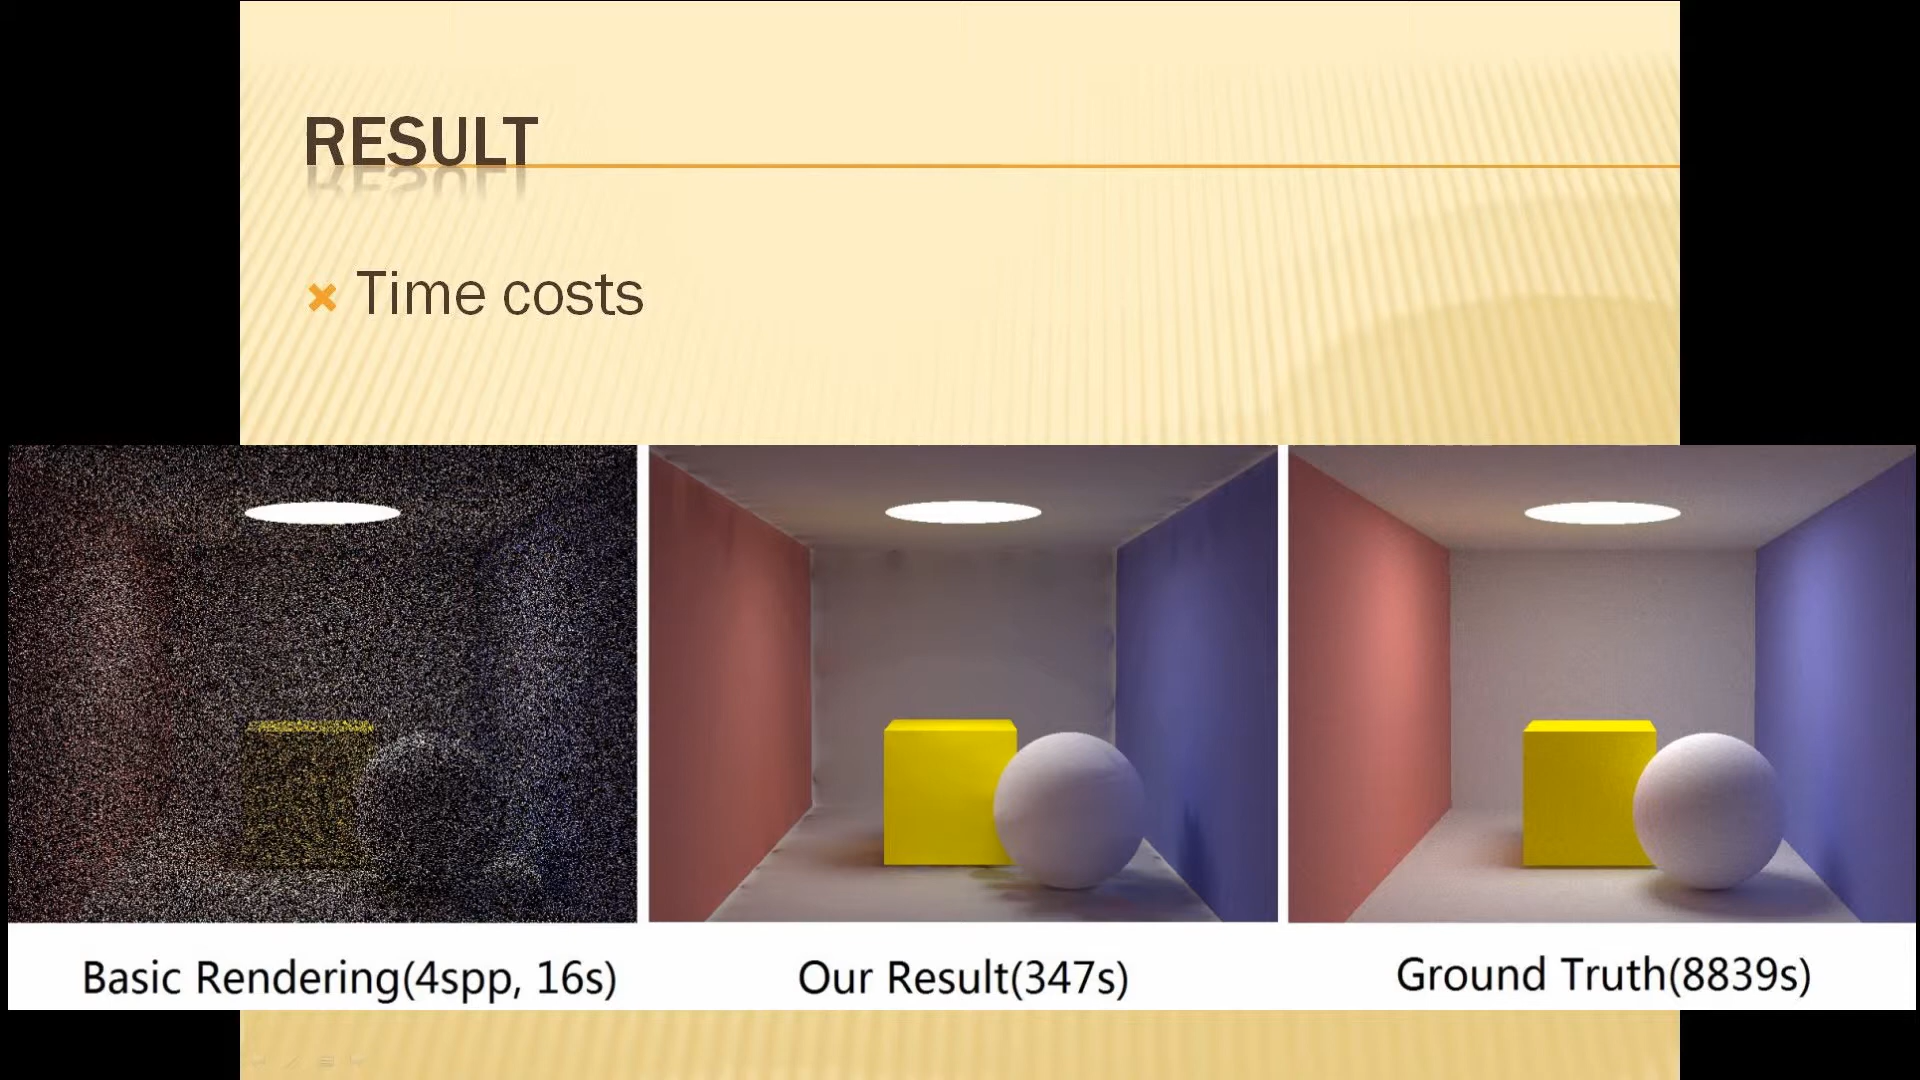 RESULT
Time costs
Basic Rendering(4spp, 16s)
Our Result(347s)
Ground Truth(8839s)